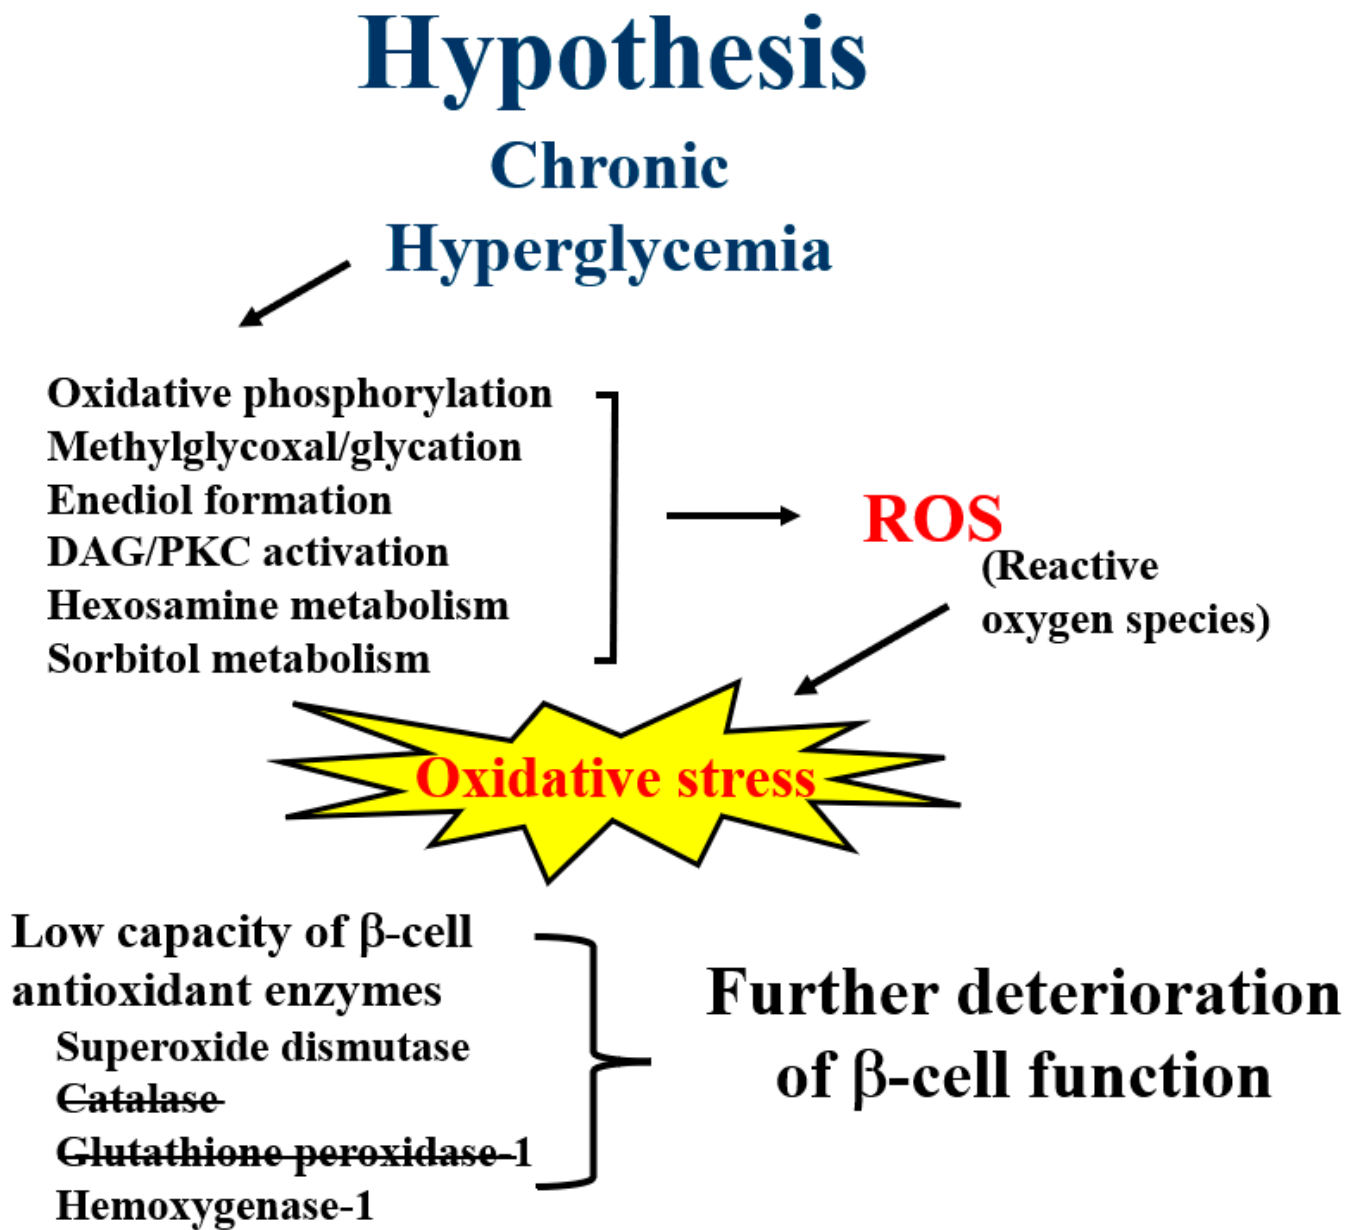 Hypothesis
Chronic
Hyperglycemia
Oxidative phosphorylation
Methylglycoxal/glycation
Enediol formation
DAG/PKC activation
Hexosamine metabolism
Sorbitol metabolism
ROS
(Reactive
oxygen species)
Oxidative stress
Low capacity of β-cell
antioxidant enzymes
Superoxide dismutase
Catalase
Glutathione peroxidase-1
Hemoxygenase-1
Further deterioration
of β-cell function